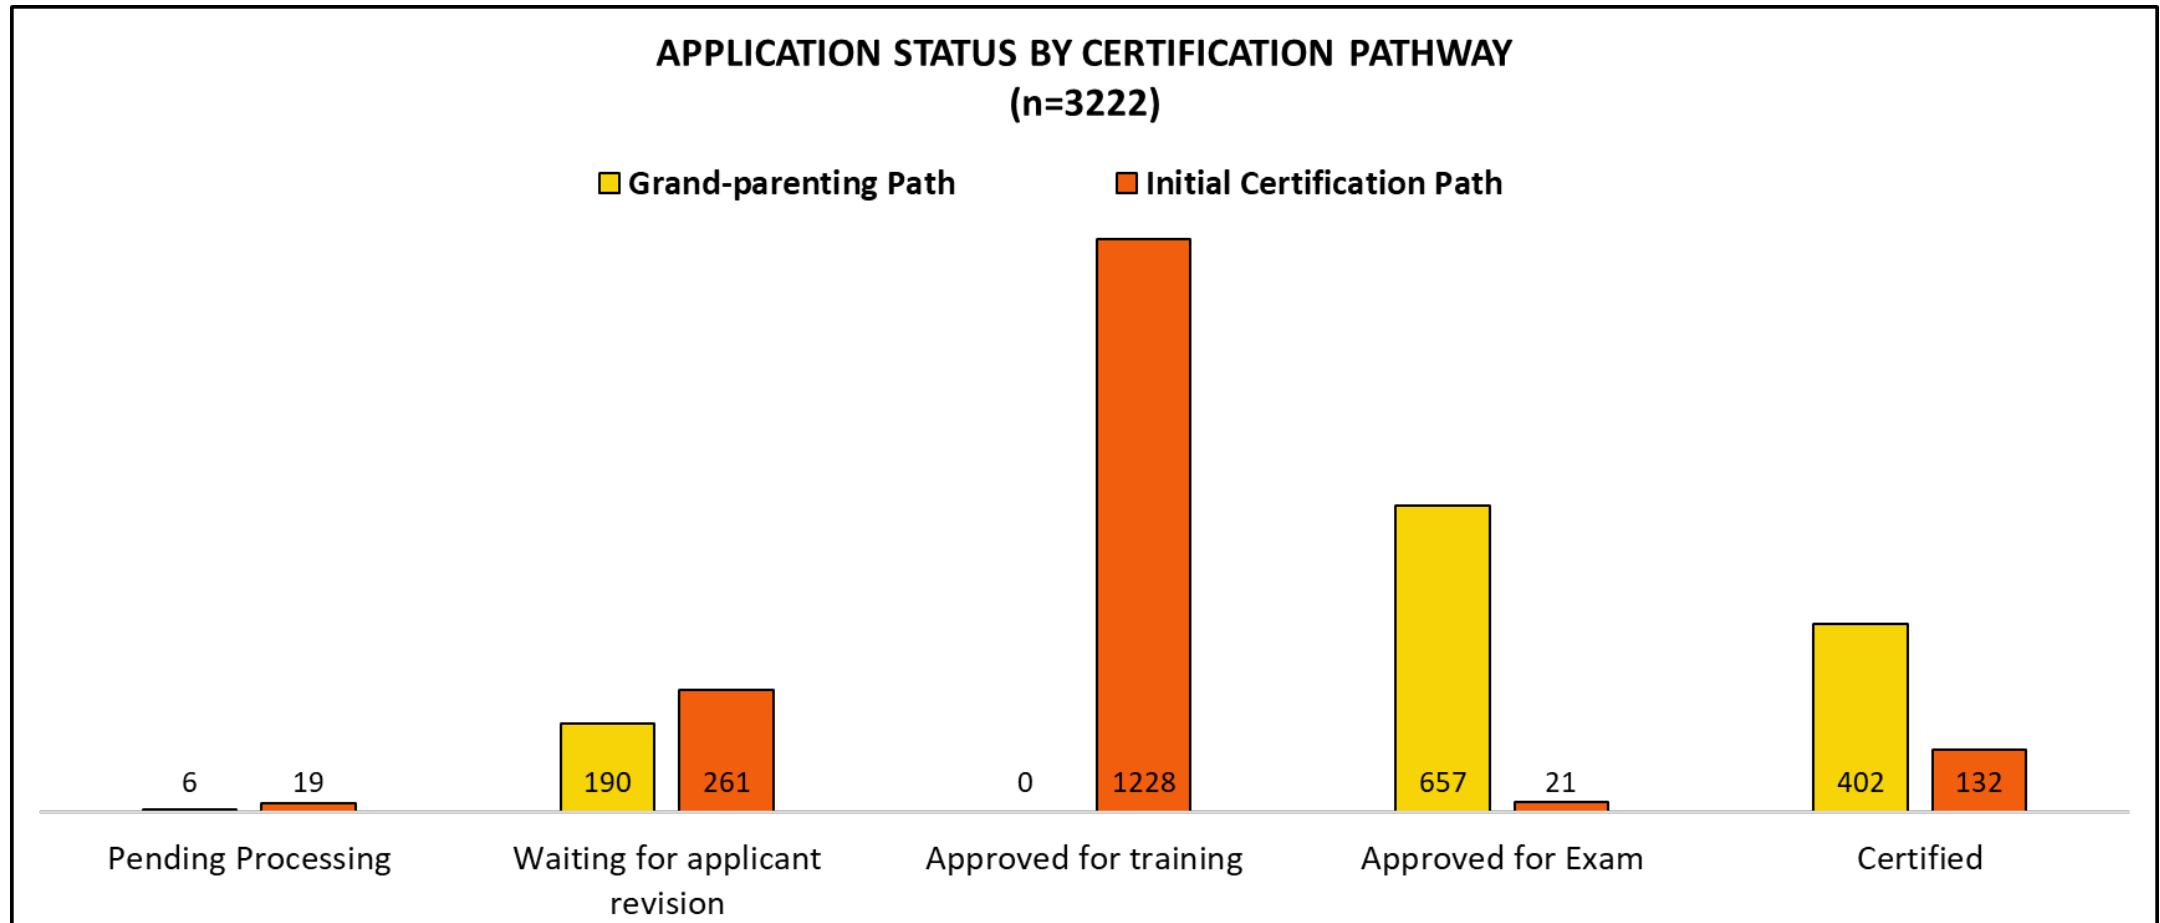 APPLICATION STATUS BY CERTIFICATION PATHWAY
(n=3222)
Grand-parenting Path Initial Certification Path
6 19 190 261 0 1228 657 21 402 132
Pending Processing Waiting for applicant Approved for training Approved for Exam Certified
revision